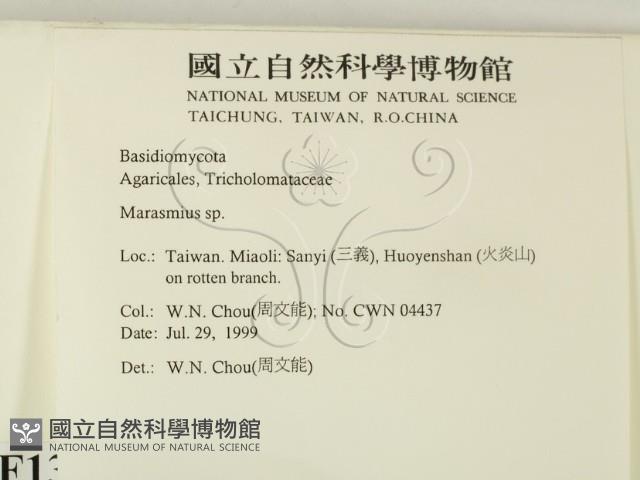 國立自然科學博物館
NATIONAL MUSEUM OF NATURAL SCIENCE
TAICHUNG, TAIWAN, R.O.CHINA
Basidiomycota
Agaricales, Tricholomataceae
Marasmius sp.
Loc.: Taiwan. Miaoli: Sanyi (三義), Huoyenshan (火炎山)
on rotten branch.
Col.: W.N. Chou(周文能); No. CWN 04437
Date: Jul. 29, 1999
Det.: W.N. Chou(周文能)
國立自然科學博物館
NATIONAL MUSEUM OF NATURAL SCIENCE